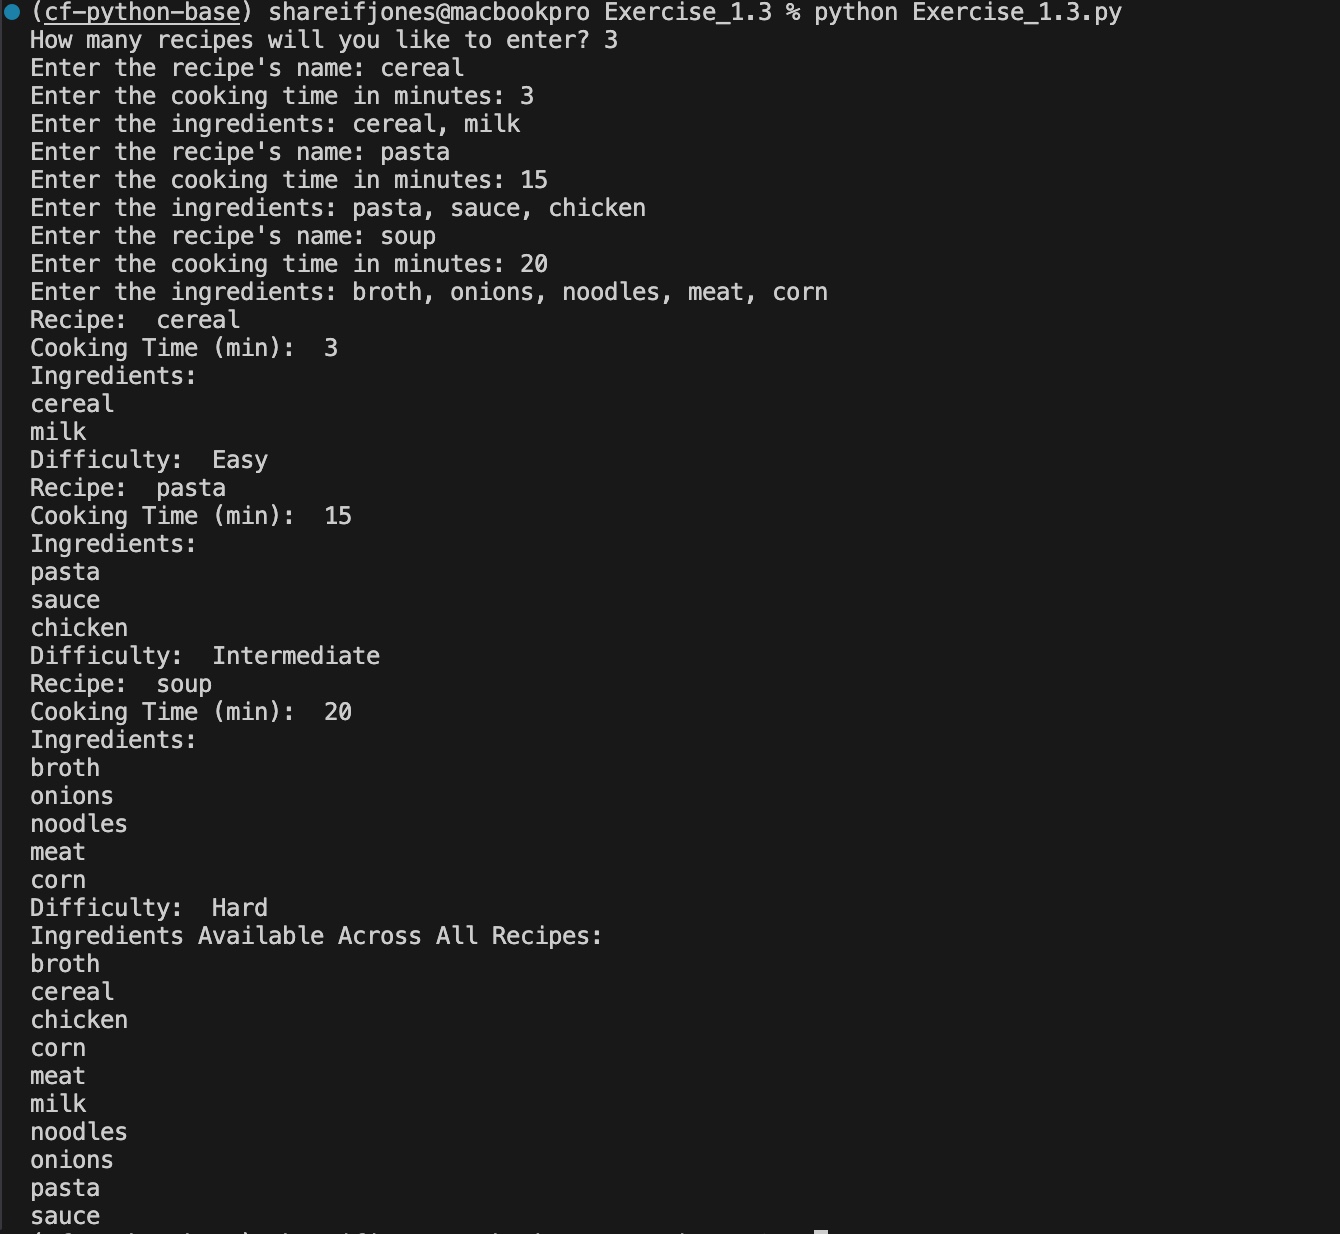 (cf-python-base) shareifjones@macbookpro Exercise_1.3 % python Exercise_1.3.py
How many recipes will you like to enter? 3
Enter the recipe's name: cereal
Enter the cooking time in minutes: 3
Enter the ingredients: cereal, milk
Enter the recipe's name: pasta
Enter the cooking time in minutes: 15
Enter the ingredients: pasta, sauce, chicken
Enter the recipe's name: soup
Enter the cooking time in minutes: 20
Enter the ingredients: broth, onions, noodles, meat, corn
Recipe:  cereal
Cooking Time (min):  3
Ingredients:
cereal
milk
Difficulty:  Easy
Recipe:  pasta
Cooking Time (min):  15
Ingredients:
pasta
sauce
chicken
Difficulty:  Intermediate
Recipe:  soup
Cooking Time (min):  20
Ingredients:
broth
onions
noodles
meat
corn
Difficulty:  Hard
Ingredients Available Across All Recipes:
broth
cereal
chicken
corn
meat
milk
noodles
onions
pasta
sauce